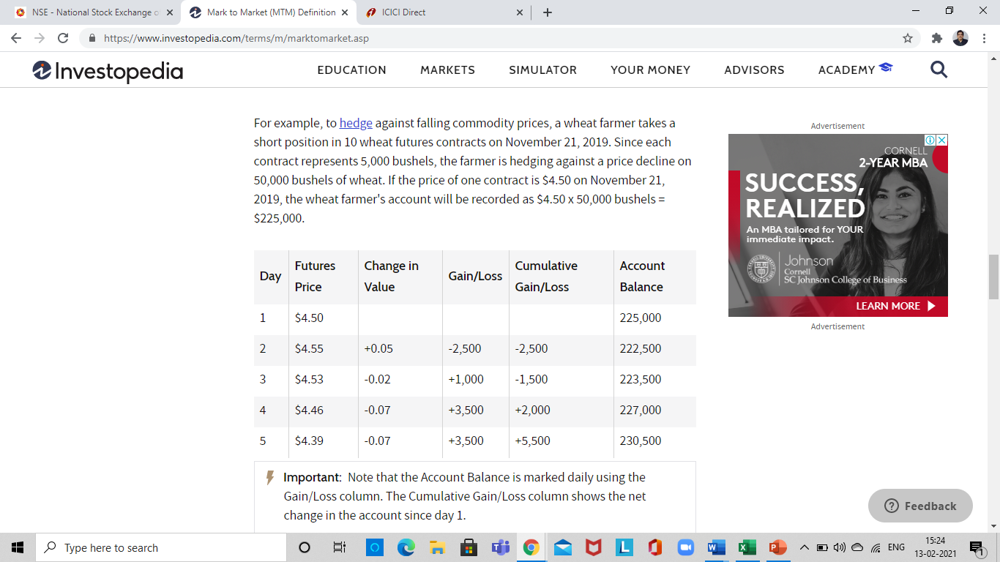 NSE - National Stock Exchange o
Mark to Market (MTM) Definition
ICICI Direct
https://www.investopedia.com/terms/m/marktomarket.asp
Investopedia
EDUCATION MARKETS SIMULATOR YOUR MONEY ADVISORS ACADEMY
For example, to hedge against falling commodity prices, a wheat farmer takes a
short position in 10 wheat futures contracts on November 21, 2019. Since each
contract represents 5,000 bushels, the farmer is hedging against a price decline on
50,000 bushels of wheat. If the price of one contract is $4.50 on November 21,
2019, the wheat farmer's account will be recorded as $4.50 x 50,000 bushels =
$225,000.
Day Futures Price Change in Value Gain/Loss Cumulative Gain/Loss Account Balance
1 $4.50 225,000
2 $4.55 +0.05 -2,500 -2,500 222,500
3 $4.53 -0.02 +1,000 -1,500 223,500
4 $4.46 -0.07 +3,500 +2,000 227,000
5 $4.39 -0.07 +3,500 +5,500 230,500
Important: Note that the Account Balance is marked daily using the
Gain/Loss column. The Cumulative Gain/Loss column shows the net
change in the account since day 1.
Advertisement
CORNELL
2-YEAR MBA
SUCCESS,
REALIZED
An MBA tailored for YOUR
immediate impact.
Johnson
Cornell
SC Johnson College of Business
LEARN MORE
Advertisement
Feedback
Type here to search
ENG
15:24
13-02-2021
1